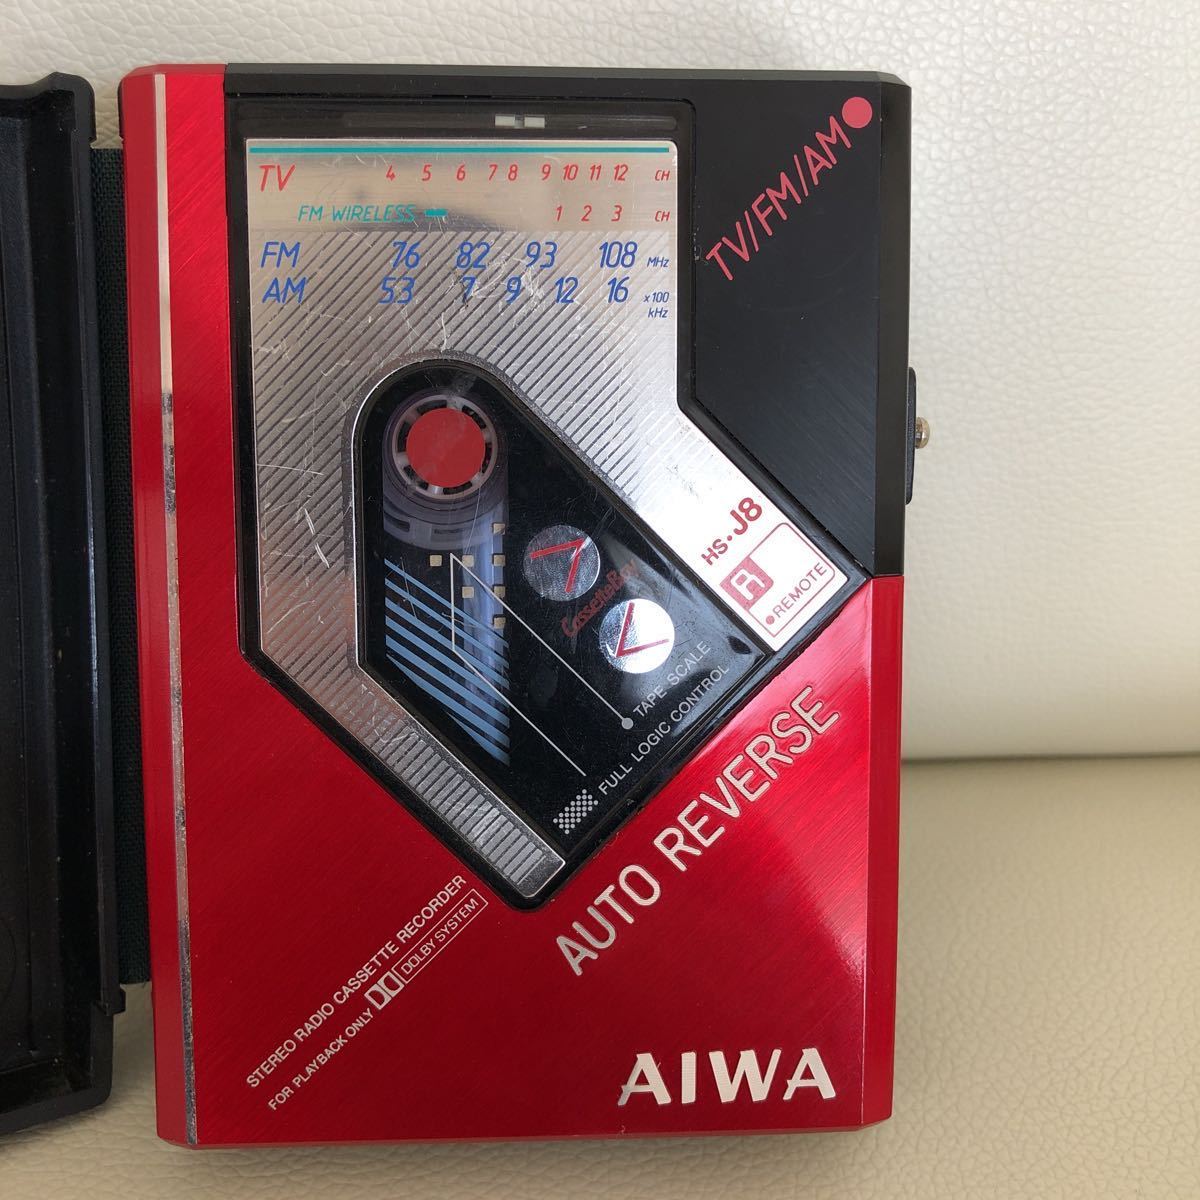 TV 4 5 6 7 8 9 10 11 12 CH
FM WIRELESS 1 2 3 CH
FM 76 82 93 108 MHz
AM 53 7 9 12 16 x100 kHz
TV/FM/AM
HS·J8
R
REMOTE
CassetteBoy
TAPE SCALE
FULL LOGIC CONTROL
AUTO REVERSE
STEREO RADIO CASSETTE RECORDER
FOR PLAYBACK ONLY DOLBY SYSTEM
AIWA